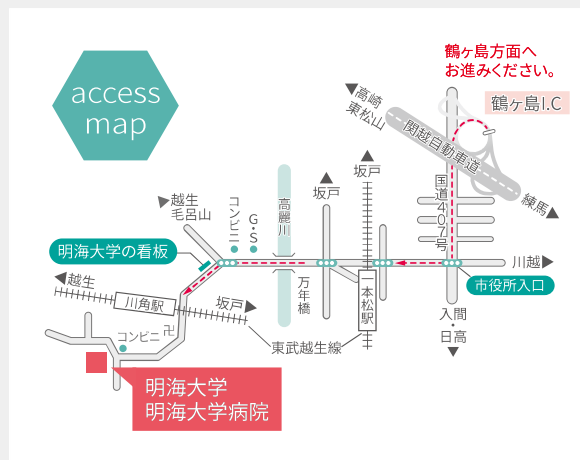 access
map
鶴ヶ島方面へ
お進みください。
鶴ヶ島I.C
高崎
東松山
関越自動車道
練馬
坂戸
坂戸
国道407号
越生
毛呂山
コンビニ
G・S
高麗川
明海大学の看板
川越
市役所入口
越生
川角駅
坂戸
万年橋
一本松駅
入間
・
日高
コンビニ
卍
東武越生線
明海大学
明海大学病院